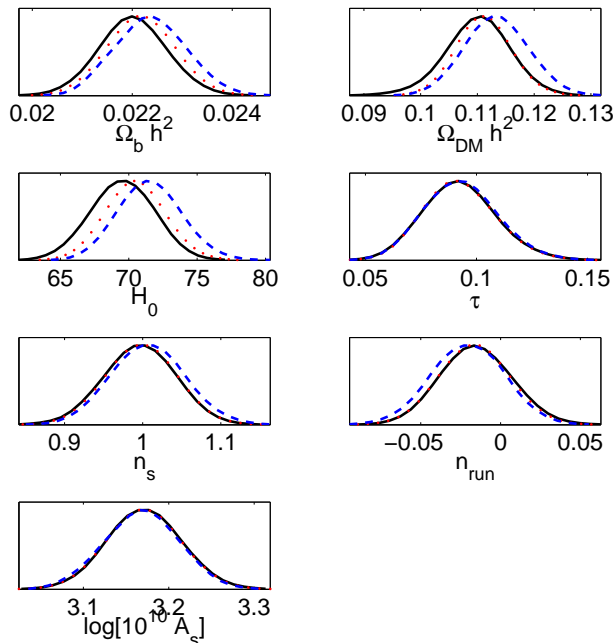 0.02 0.022 0.024
Ω_b h²
0.09 0.1 0.11 0.12 0.13
Ω_DM h²
65 70 75 80
H_0
0.05 0.1 0.15
τ
0.9 1 1.1
n_s
−0.05 0 0.05
n_run
3.1 3.2 3.3
log[10^10 A_s]